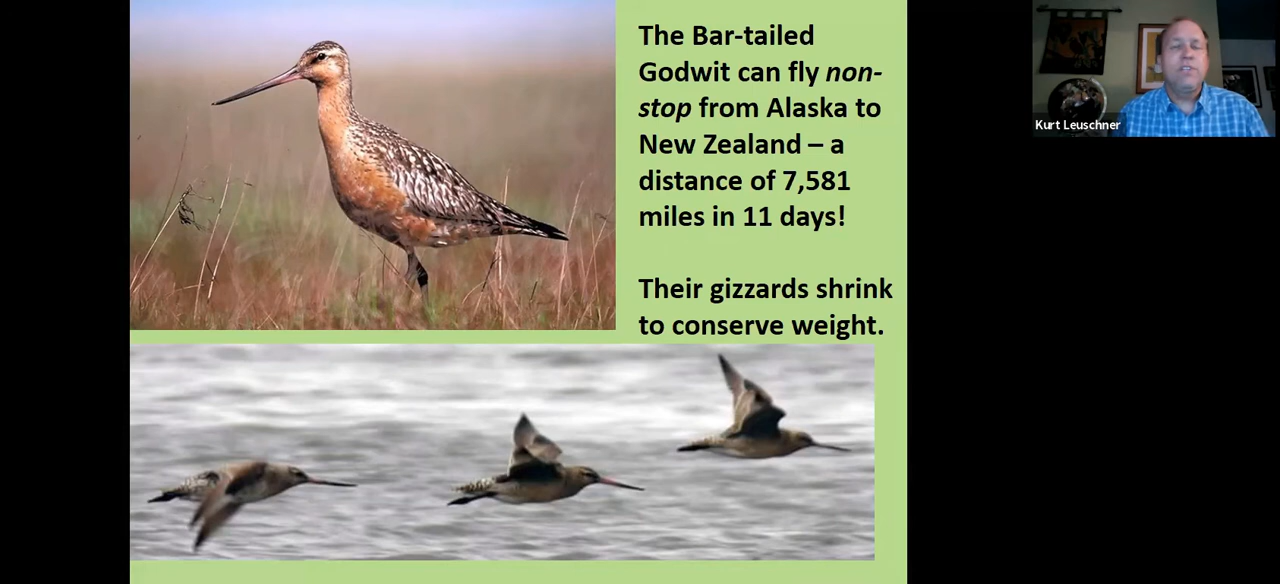 The Bar-tailed
Godwit can fly non-
stop from Alaska to
New Zealand – a
distance of 7,581
miles in 11 days!
Their gizzards shrink
to conserve weight.
Kurt Leuschner